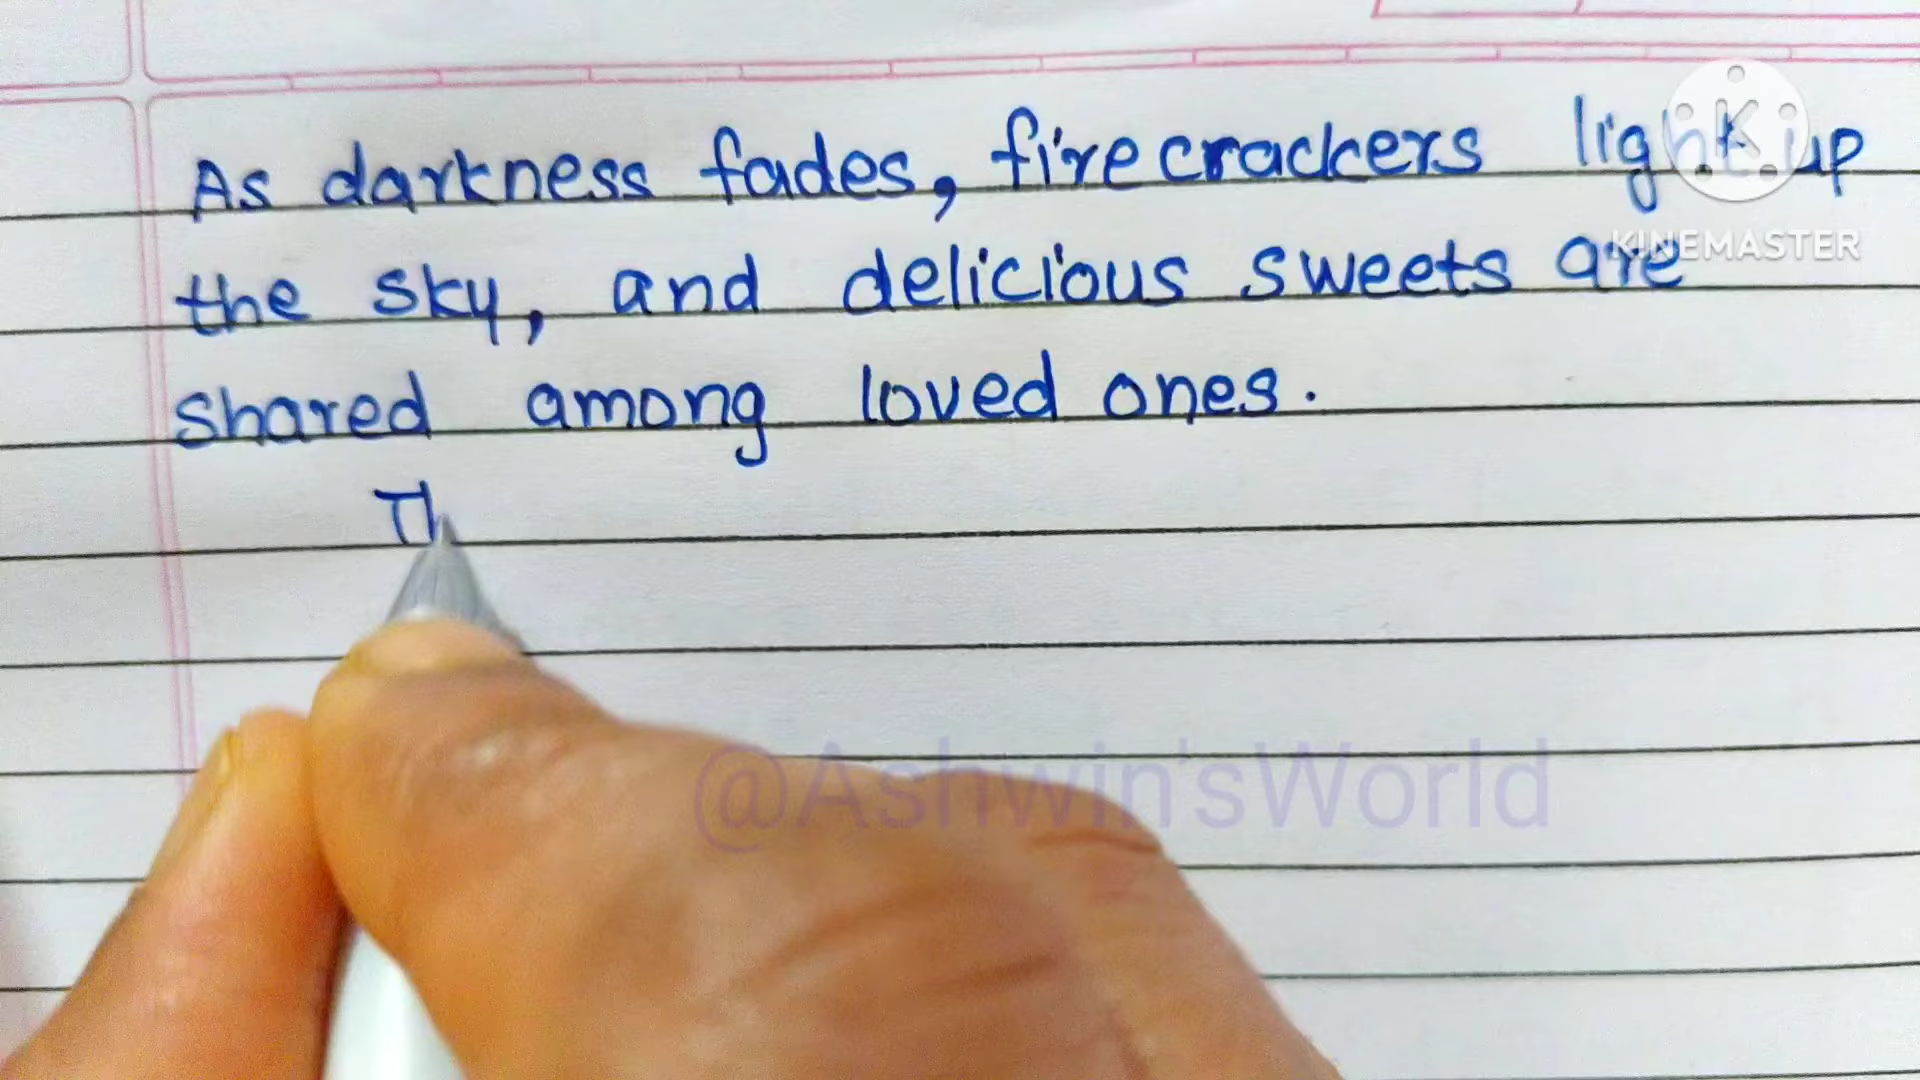 As darkness fades, firecrackers light up
KINEMASTER
the sky, and delicious sweets are
shared among loved ones.
Th
@Ashwin'sWorld